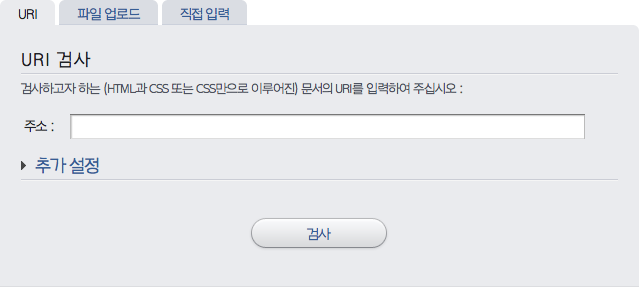 URI 파일 업로드 직접 입력
URI 검사
검사하고자 하는 (HTML과 CSS 또는 CSS만으로 이루어진) 문서의 URI를 입력하여 주십시오 :
주소 :
추가 설정
검사